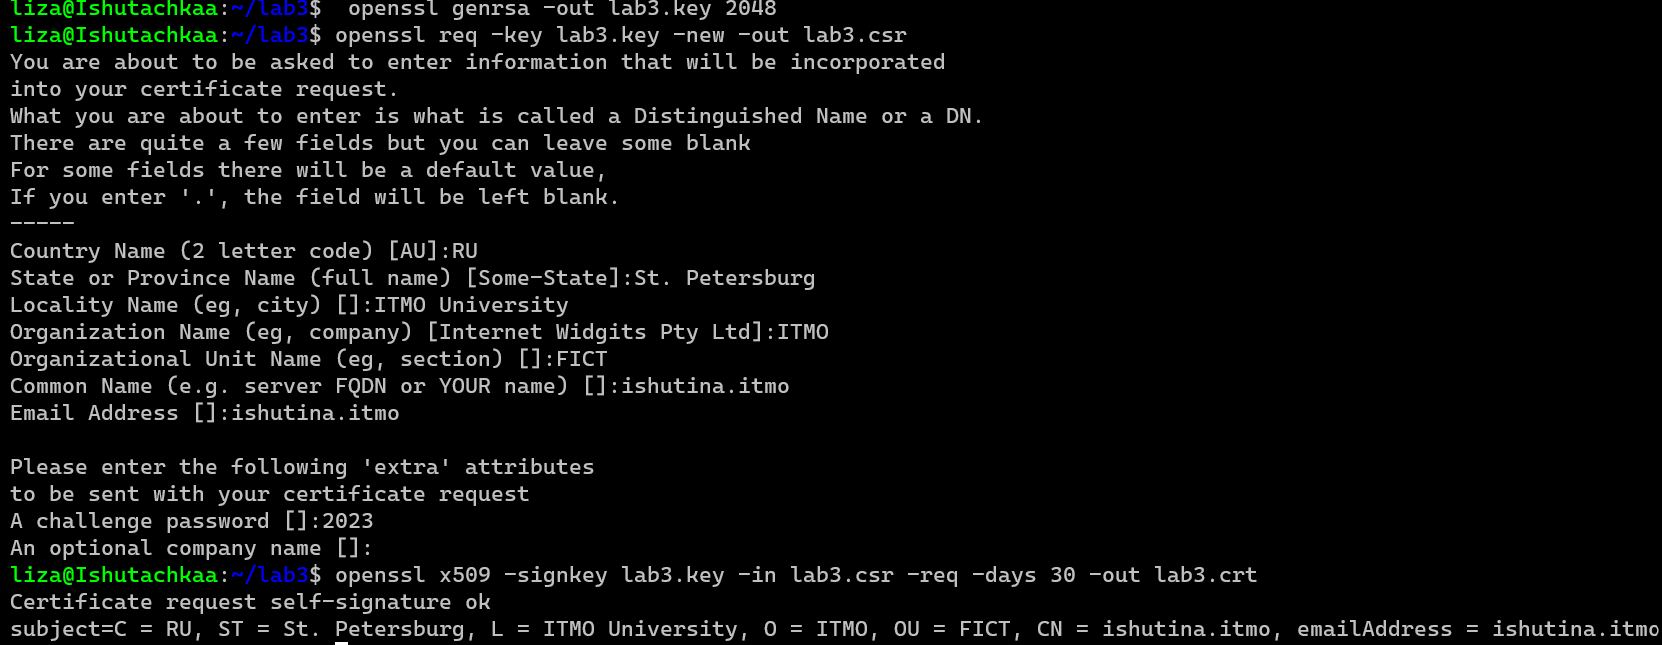 liza@Ishutachkaa:~/lab3$  openssl genrsa -out lab3.key 2048
liza@Ishutachkaa:~/lab3$ openssl req -key lab3.key -new -out lab3.csr
You are about to be asked to enter information that will be incorporated
into your certificate request.
What you are about to enter is what is called a Distinguished Name or a DN.
There are quite a few fields but you can leave some blank
For some fields there will be a default value,
If you enter '.', the field will be left blank.
-----
Country Name (2 letter code) [AU]:RU
State or Province Name (full name) [Some-State]:St. Petersburg
Locality Name (eg, city) []:ITMO University
Organization Name (eg, company) [Internet Widgits Pty Ltd]:ITMO
Organizational Unit Name (eg, section) []:FICT
Common Name (e.g. server FQDN or YOUR name) []:ishutina.itmo
Email Address []:ishutina.itmo

Please enter the following 'extra' attributes
to be sent with your certificate request
A challenge password []:2023
An optional company name []:
liza@Ishutachkaa:~/lab3$ openssl x509 -signkey lab3.key -in lab3.csr -req -days 30 -out lab3.crt
Certificate request self-signature ok
subject=C = RU, ST = St. Petersburg, L = ITMO University, O = ITMO, OU = FICT, CN = ishutina.itmo, emailAddress = ishutina.itmo